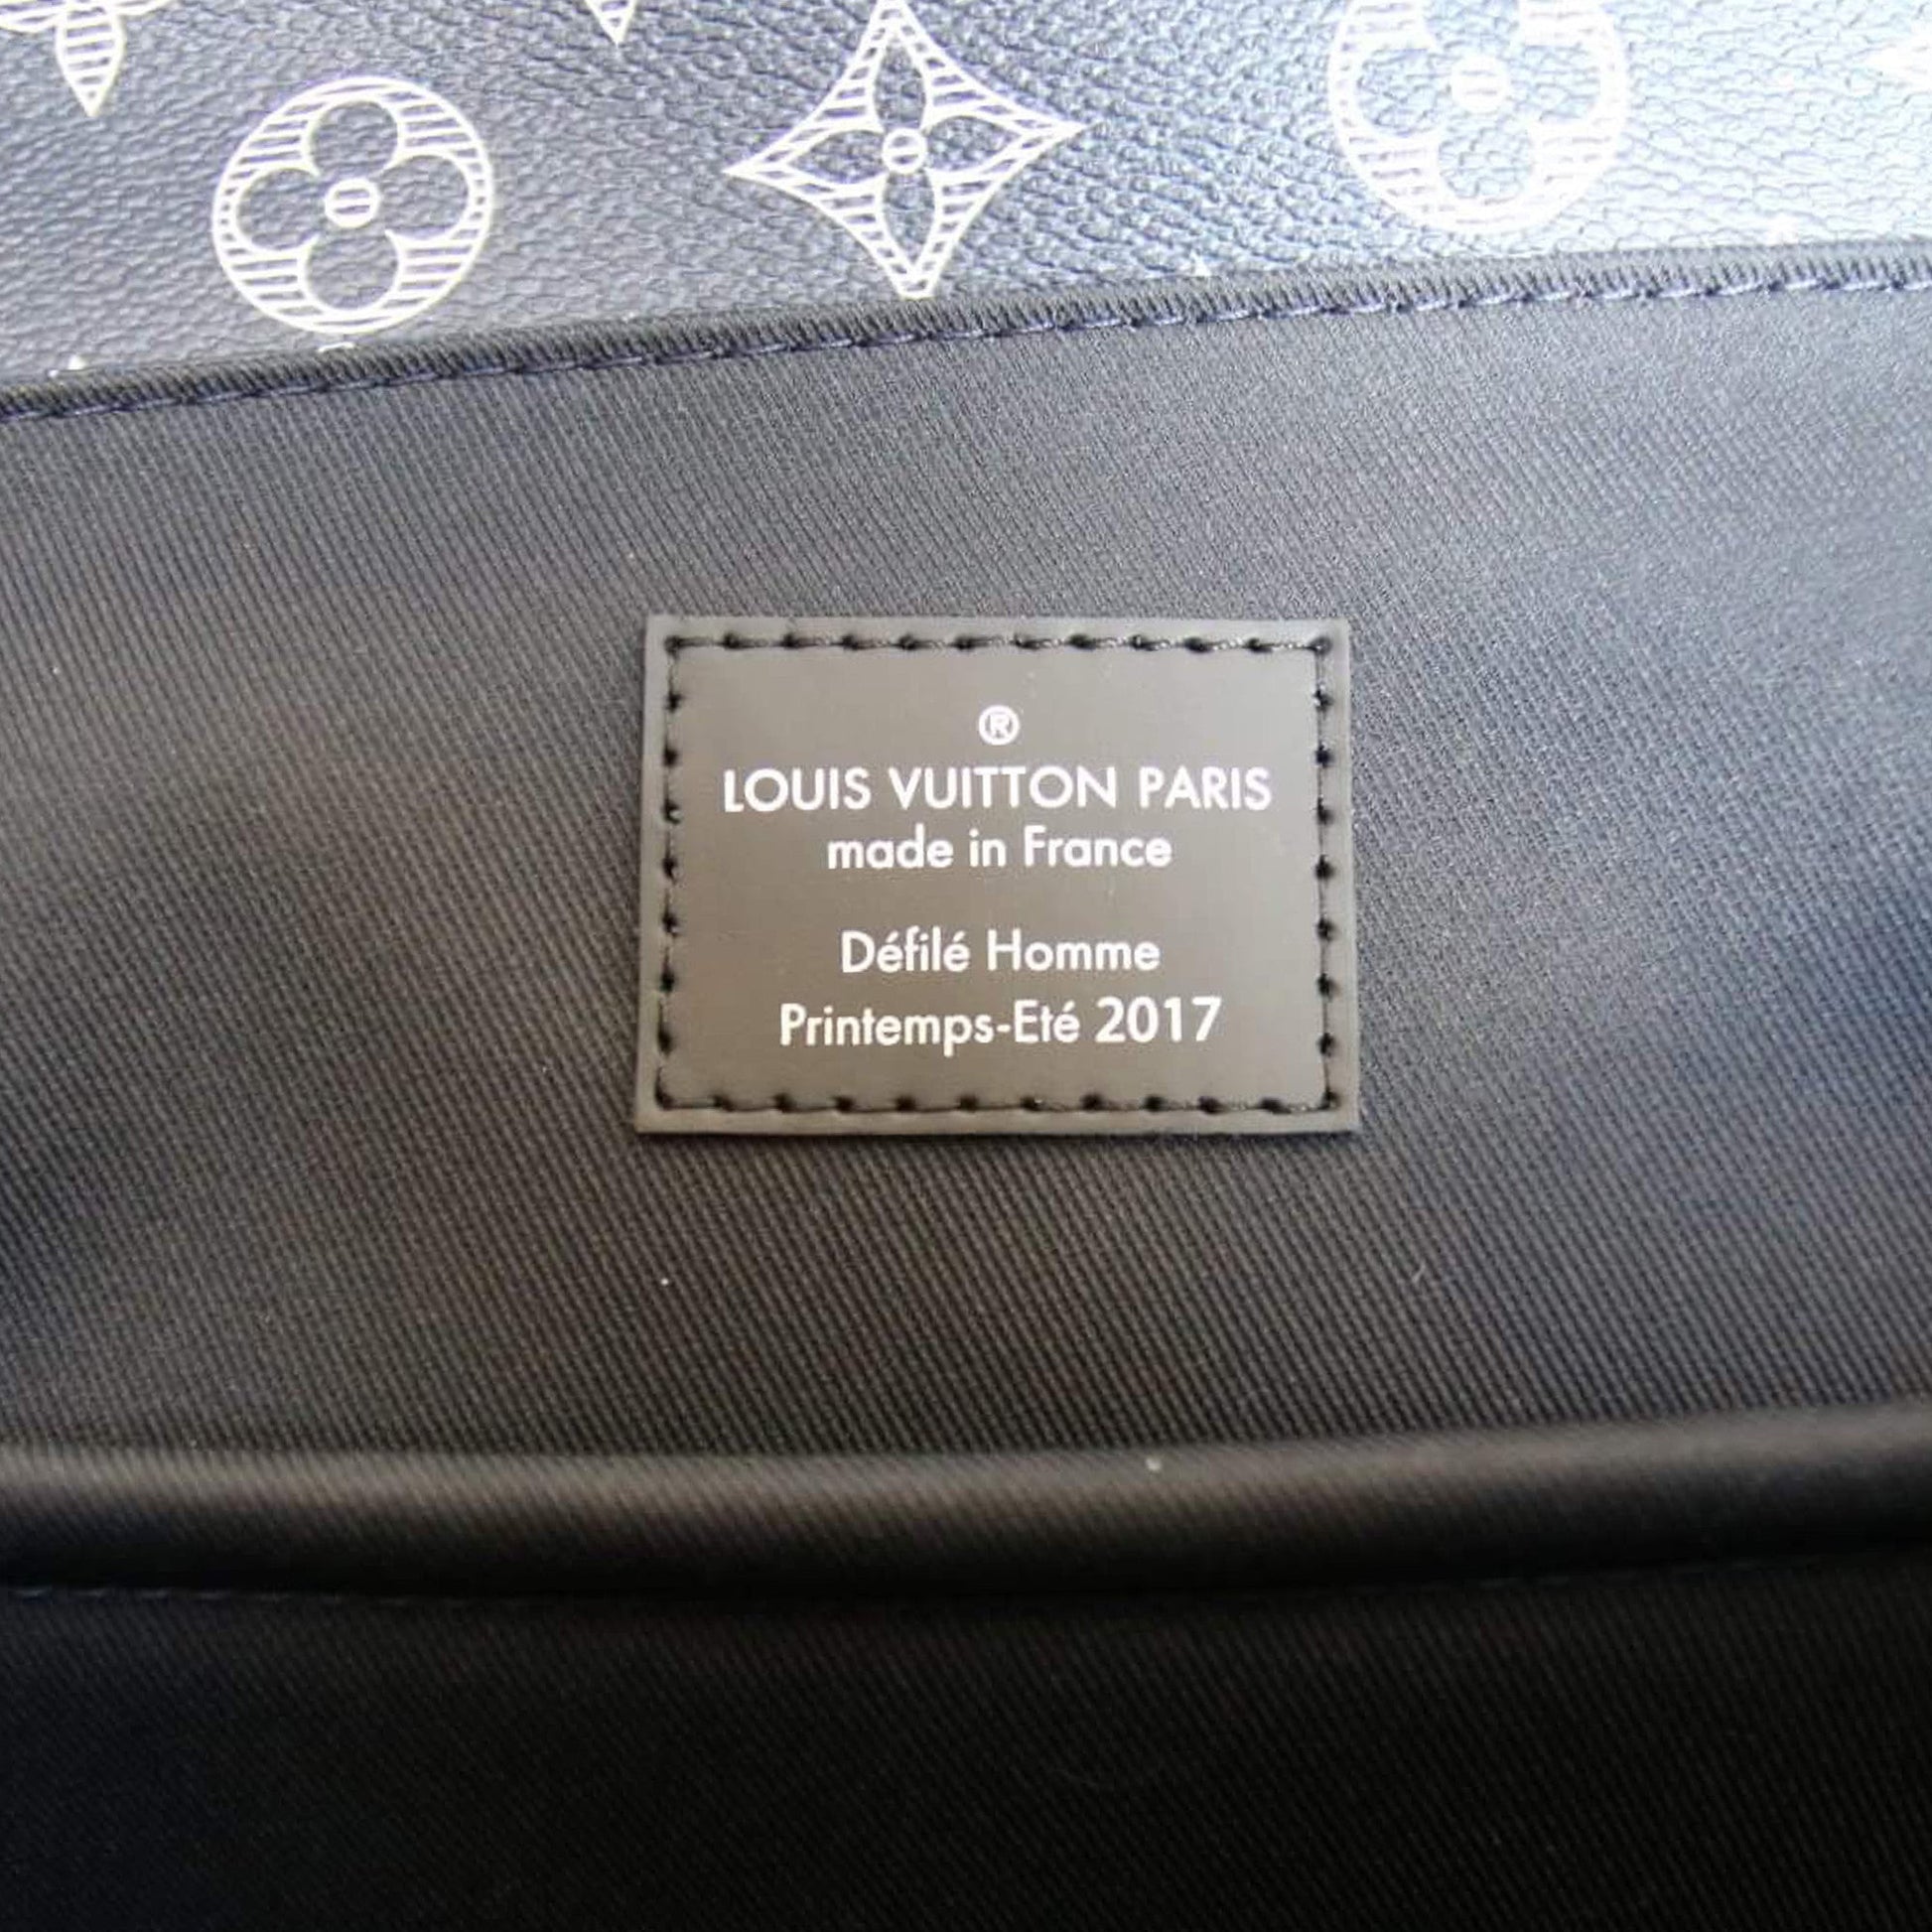 ®
LOUIS VUITTON PARIS
made in France
Défilé Homme
Printemps-Eté 2017